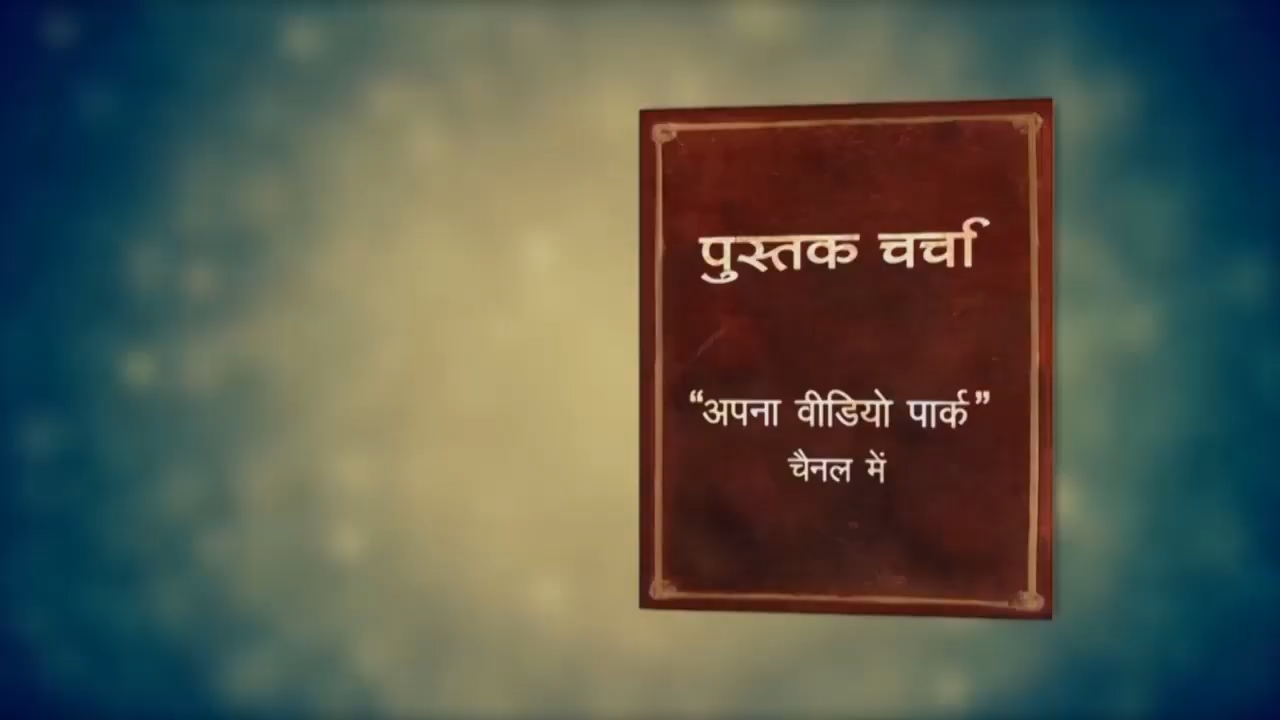 पुस्तक चर्चा
“अपना वीडियो पार्क”
चैनल में